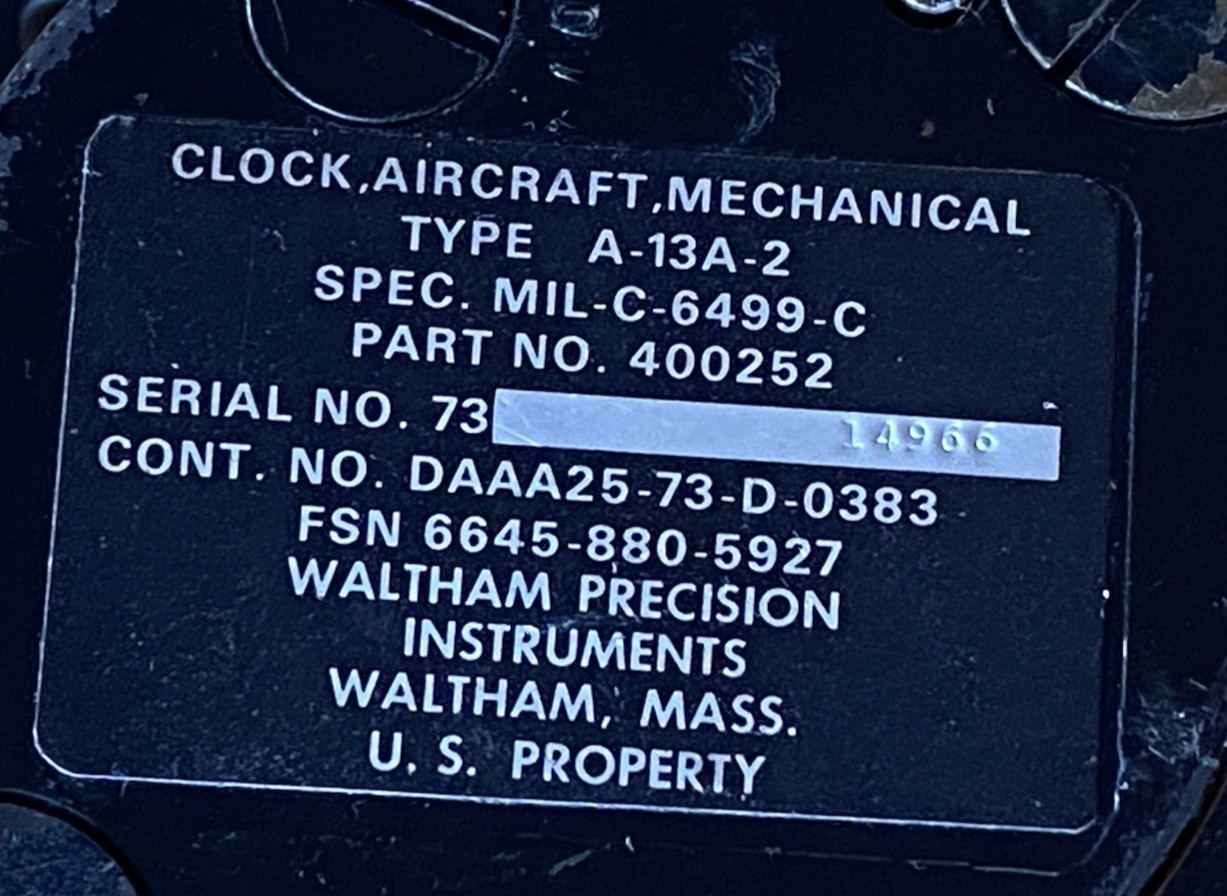 CLOCK,AIRCRAFT,MECHANICAL
TYPE A-13A-2
SPEC. MIL-C-6499-C
PART NO. 400252
SERIAL NO. 73 14966
CONT. NO. DAAA25-73-D-0383
FSN 6645-880-5927
WALTHAM PRECISION
INSTRUMENTS
WALTHAM, MASS.
U. S. PROPERTY